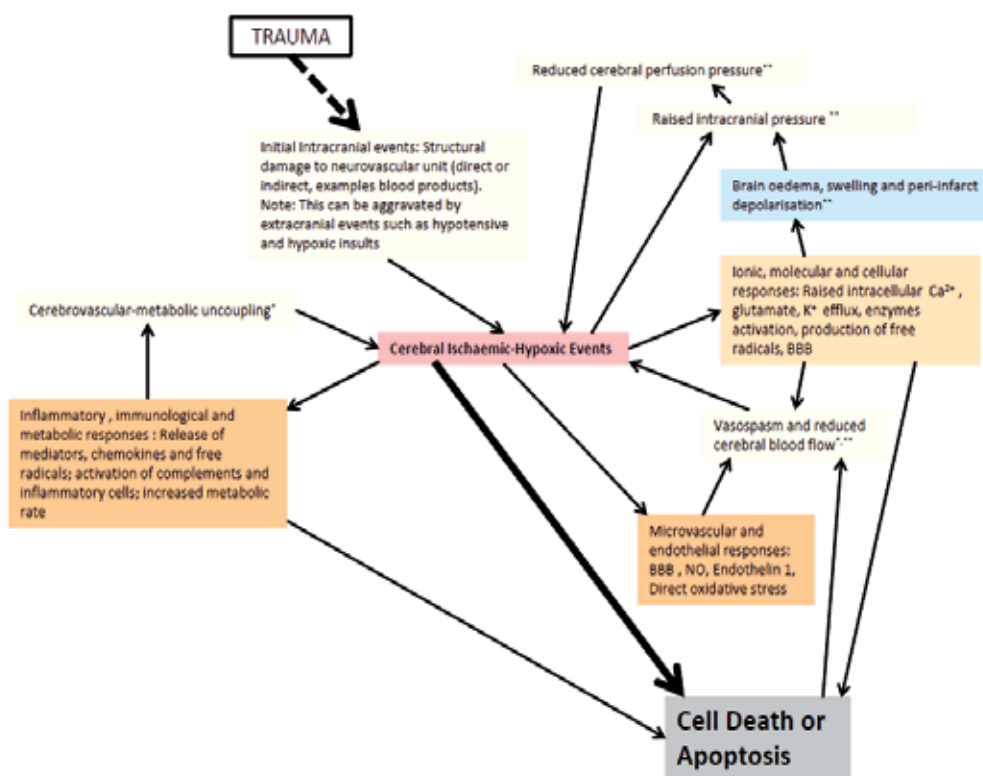 TRAUMA
Reduced cerebral perfusion pressure**
Raised intracranial pressure **
Initial Intracranial events: Structural
damage to neurovascular unit (direct or
indirect, examples blood products).
Note: This can be aggravated by
extracranial events such as hypotensive
and hypoxic insults
Brain oedema, swelling and peri-infarct
depolarisation**
Ionic, molecular and cellular
responses: Raised intracellular Ca²⁺ ,
glutamate, K⁺ efflux, enzymes
activation, production of free
radicals, BBB
Cerebrovascular-metabolic uncoupling*
Cerebral Ischaemic-Hypoxic Events
Inflammatory , immunological and
metabolic responses : Release of
mediators, chemokines and free
radicals; activation of complements and
inflammatory cells; increased metabolic
rate
Vasospasm and reduced
cerebral blood flow*,**
Microvascular and
endothelial responses:
BBB , NO, Endothelin 1,
Direct oxidative stress
Cell Death or
Apoptosis